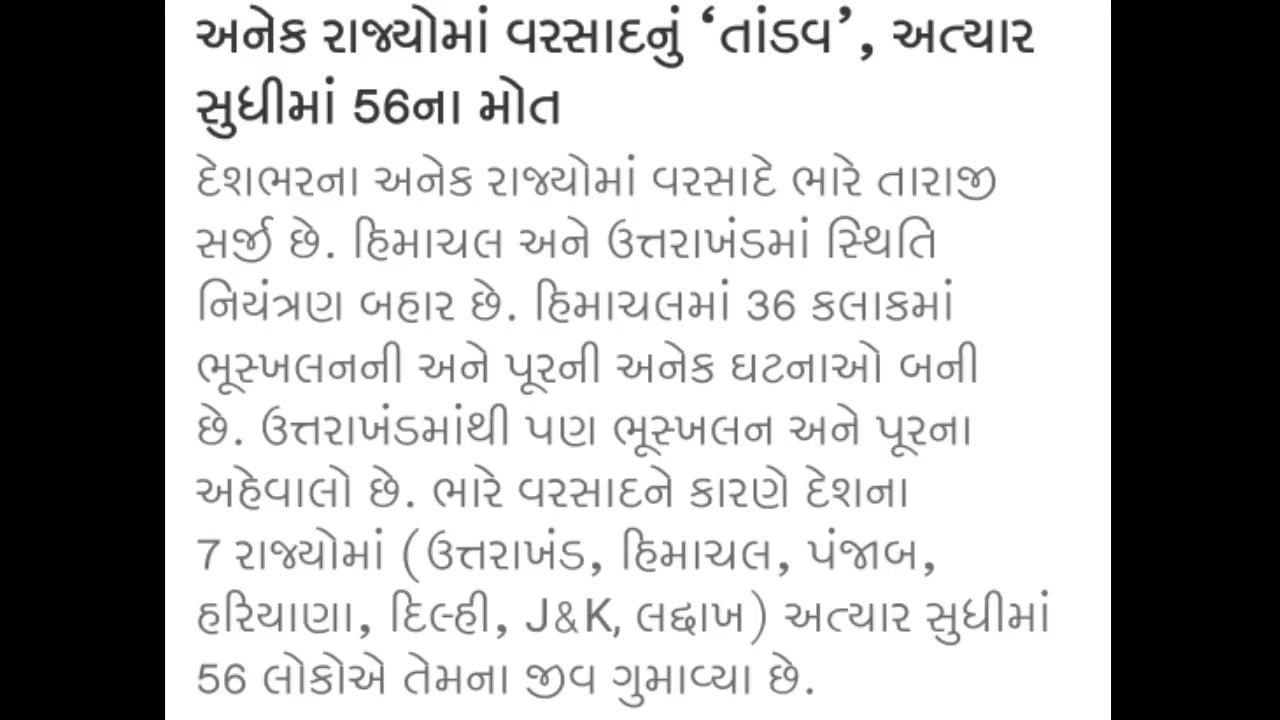 અનેક રાજ્યોમાં વરસાદનું ‘તાંડવ’, અત્યાર
સુધીમાં 56ના મોત
દેશભરના અનેક રાજ્યોમાં વરસાદે ભારે તારાજી
સર્જી છે. હિમાચલ અને ઉત્તરાખંડમાં સ્થિતિ
નિયંત્રણ બહાર છે. હિમાચલમાં 36 કલાકમાં
ભૂસ્ખલનની અને પૂરની અનેક ઘટનાઓ બની
છે. ઉત્તરાખંડમાંથી પણ ભૂસ્ખલન અને પૂરના
અહેવાલો છે. ભારે વરસાદને કારણે દેશના
7 રાજ્યોમાં (ઉત્તરાખંડ, હિમાચલ, પંજાબ,
હરિયાણા, દિલ્હી, J&K, લદ્દાખ) અત્યાર સુધીમાં
56 લોકોએ તેમના જીવ ગુમાવ્યા છે.